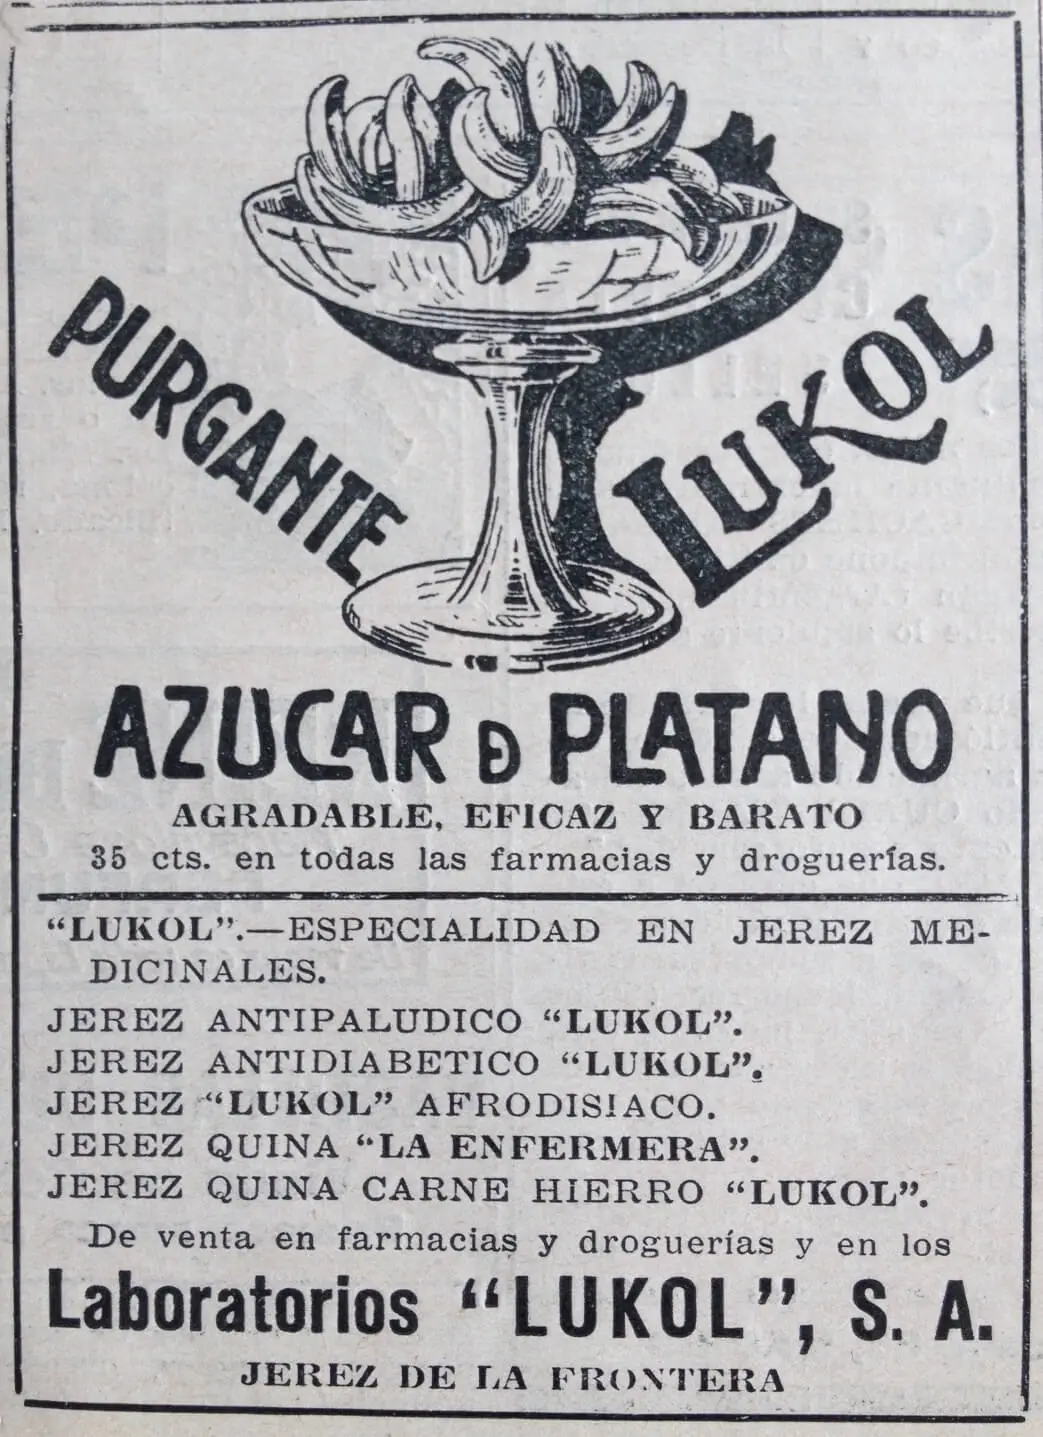 PURGANTE
LUKOL
AZUCAR DE PLATANO
AGRADABLE, EFICAZ Y BARATO
35 cts. en todas las farmacias y droguerías.
“LUKOL”.—ESPECIALIDAD EN JEREZ ME-
DICINALES.
JEREZ ANTIPALUDICO “LUKOL”.
JEREZ ANTIDIABETICO “LUKOL”.
JEREZ “LUKOL” AFRODISIACO.
JEREZ QUINA “LA ENFERMERA”.
JEREZ QUINA CARNE HIERRO “LUKOL”.
De venta en farmacias y droguerías y en los
Laboratorios “LUKOL”, S. A.
JEREZ DE LA FRONTERA